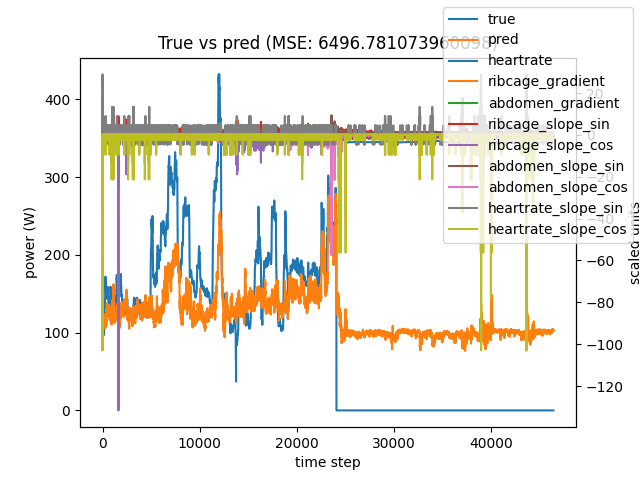 True vs pred (MSE: 6496.781073960098)
true
pred
heartrate
ribcage_gradient
abdomen_gradient
ribcage_slope_sin
ribcage_slope_cos
abdomen_slope_sin
abdomen_slope_cos
heartrate_slope_sin
heartrate_slope_cos
power (W)
400
300
200
100
0
20
0
−20
−40
−60
−80
−100
−120
scaled units
0
10000
20000
30000
40000
time step